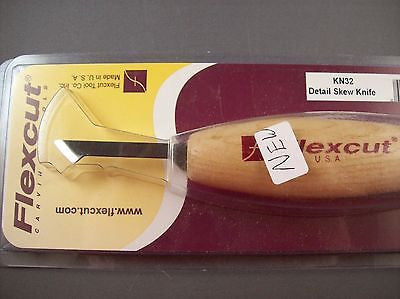 Flexcut®
CARVING TOOLS
Flexcut Tool Co. Inc.
Made in U.S.A.
www.flexcut.com
KN32
Detail Skew Knife
Flexcut
U.S.A
NEW